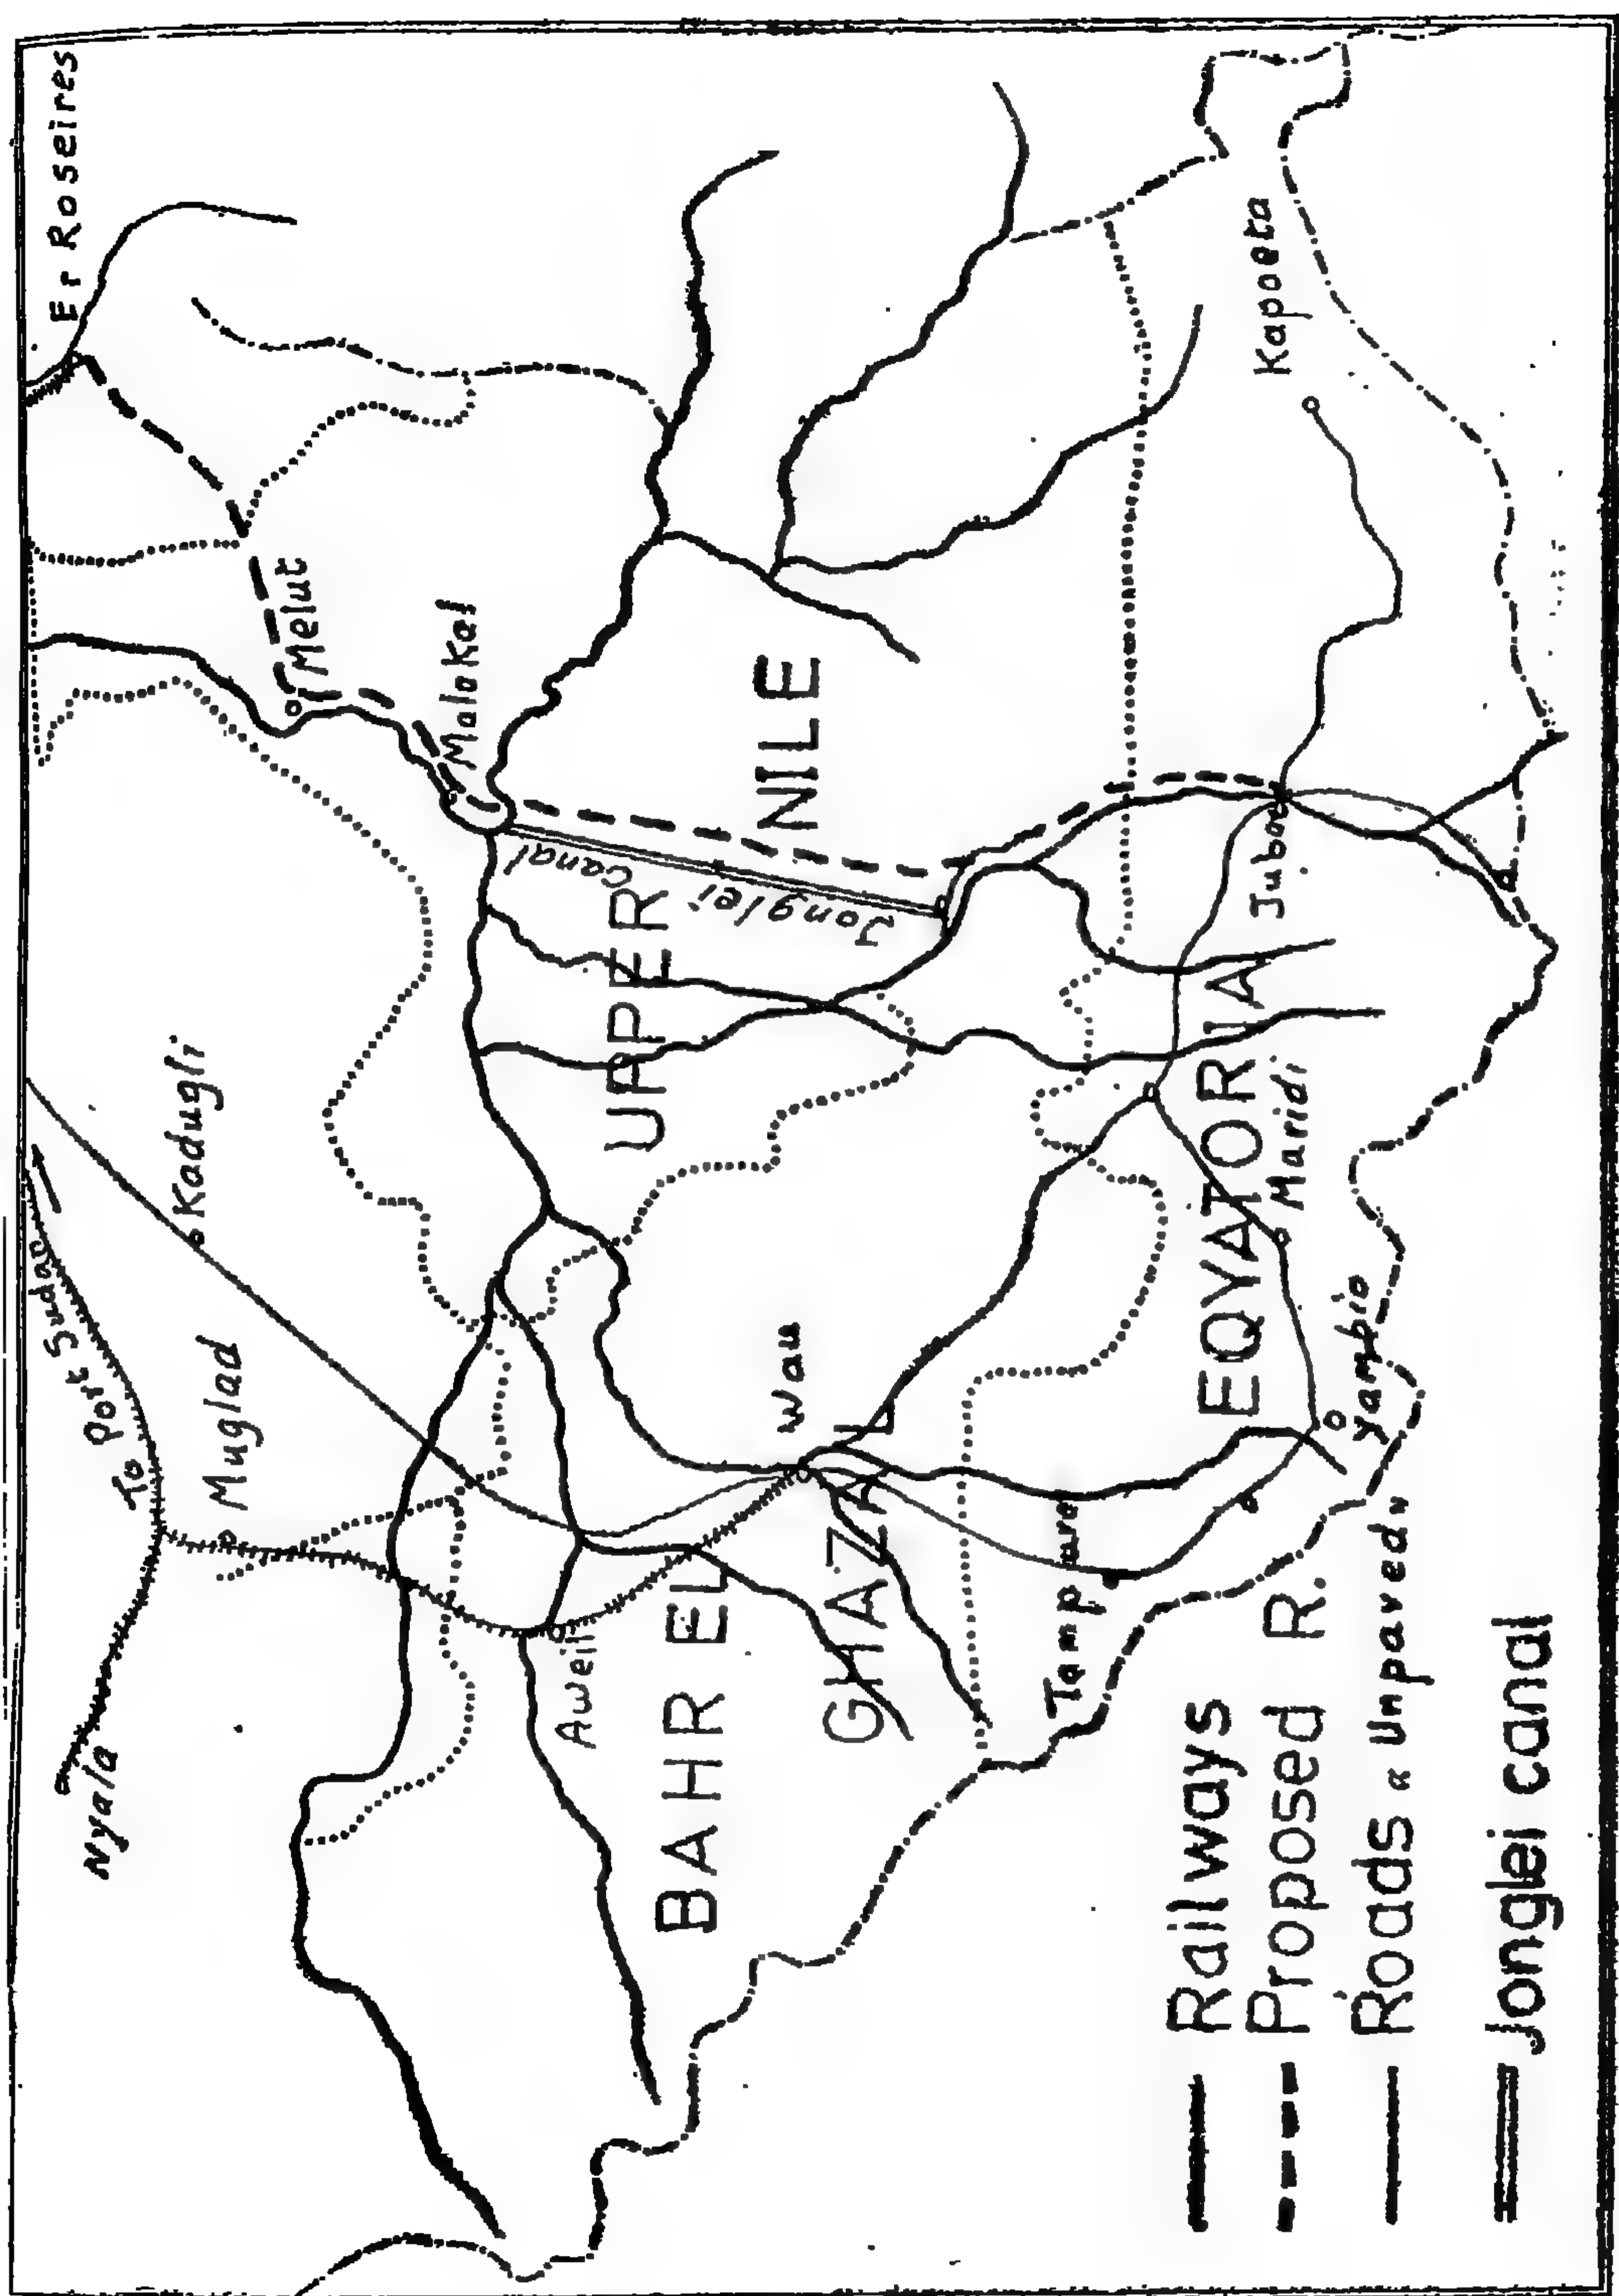 Er Roseires
To Port Sudan
Nyala
Muglad
Kadugli
Melut
Malakal
Jonglei Canal
UPPER NILE
Aweil
Wau
BAHR EL
GHAZAL
EQYATORIA
Kapoeta
Juba
Maridi
Yambio
Railways
Proposed R.
Roads « Unpaved »
Jonglei canal